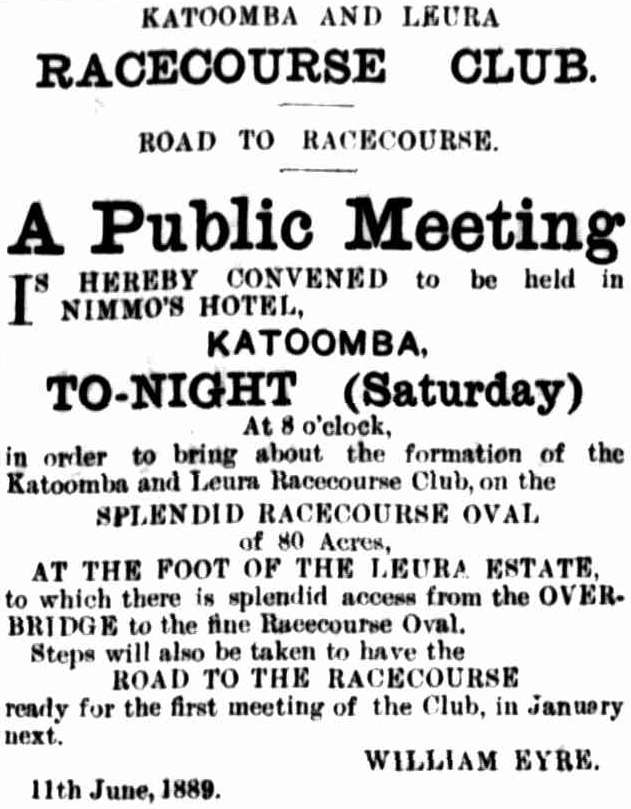 KATOOMBA AND LEURA
RACECOURSE CLUB.
ROAD TO RACECOURSE.
A Public Meeting
IS HEREBY CONVENED to be held in
NIMMO'S HOTEL,
KATOOMBA,
TO-NIGHT (Saturday)
At 8 o'clock,
in order to bring about the formation of the
Katoomba and Leura Racecourse Club, on the
SPLENDID RACECOURSE OVAL
of 80 Acres,
AT THE FOOT OF THE LEURA ESTATE,
to which there is splendid access from the OVER-
BRIDGE to the fine Racecourse Oval.
Steps will also be taken to have the
ROAD TO THE RACECOURSE
ready for the first meeting of the Club, in January
next.
WILLIAM EYRE.
11th June, 1889.